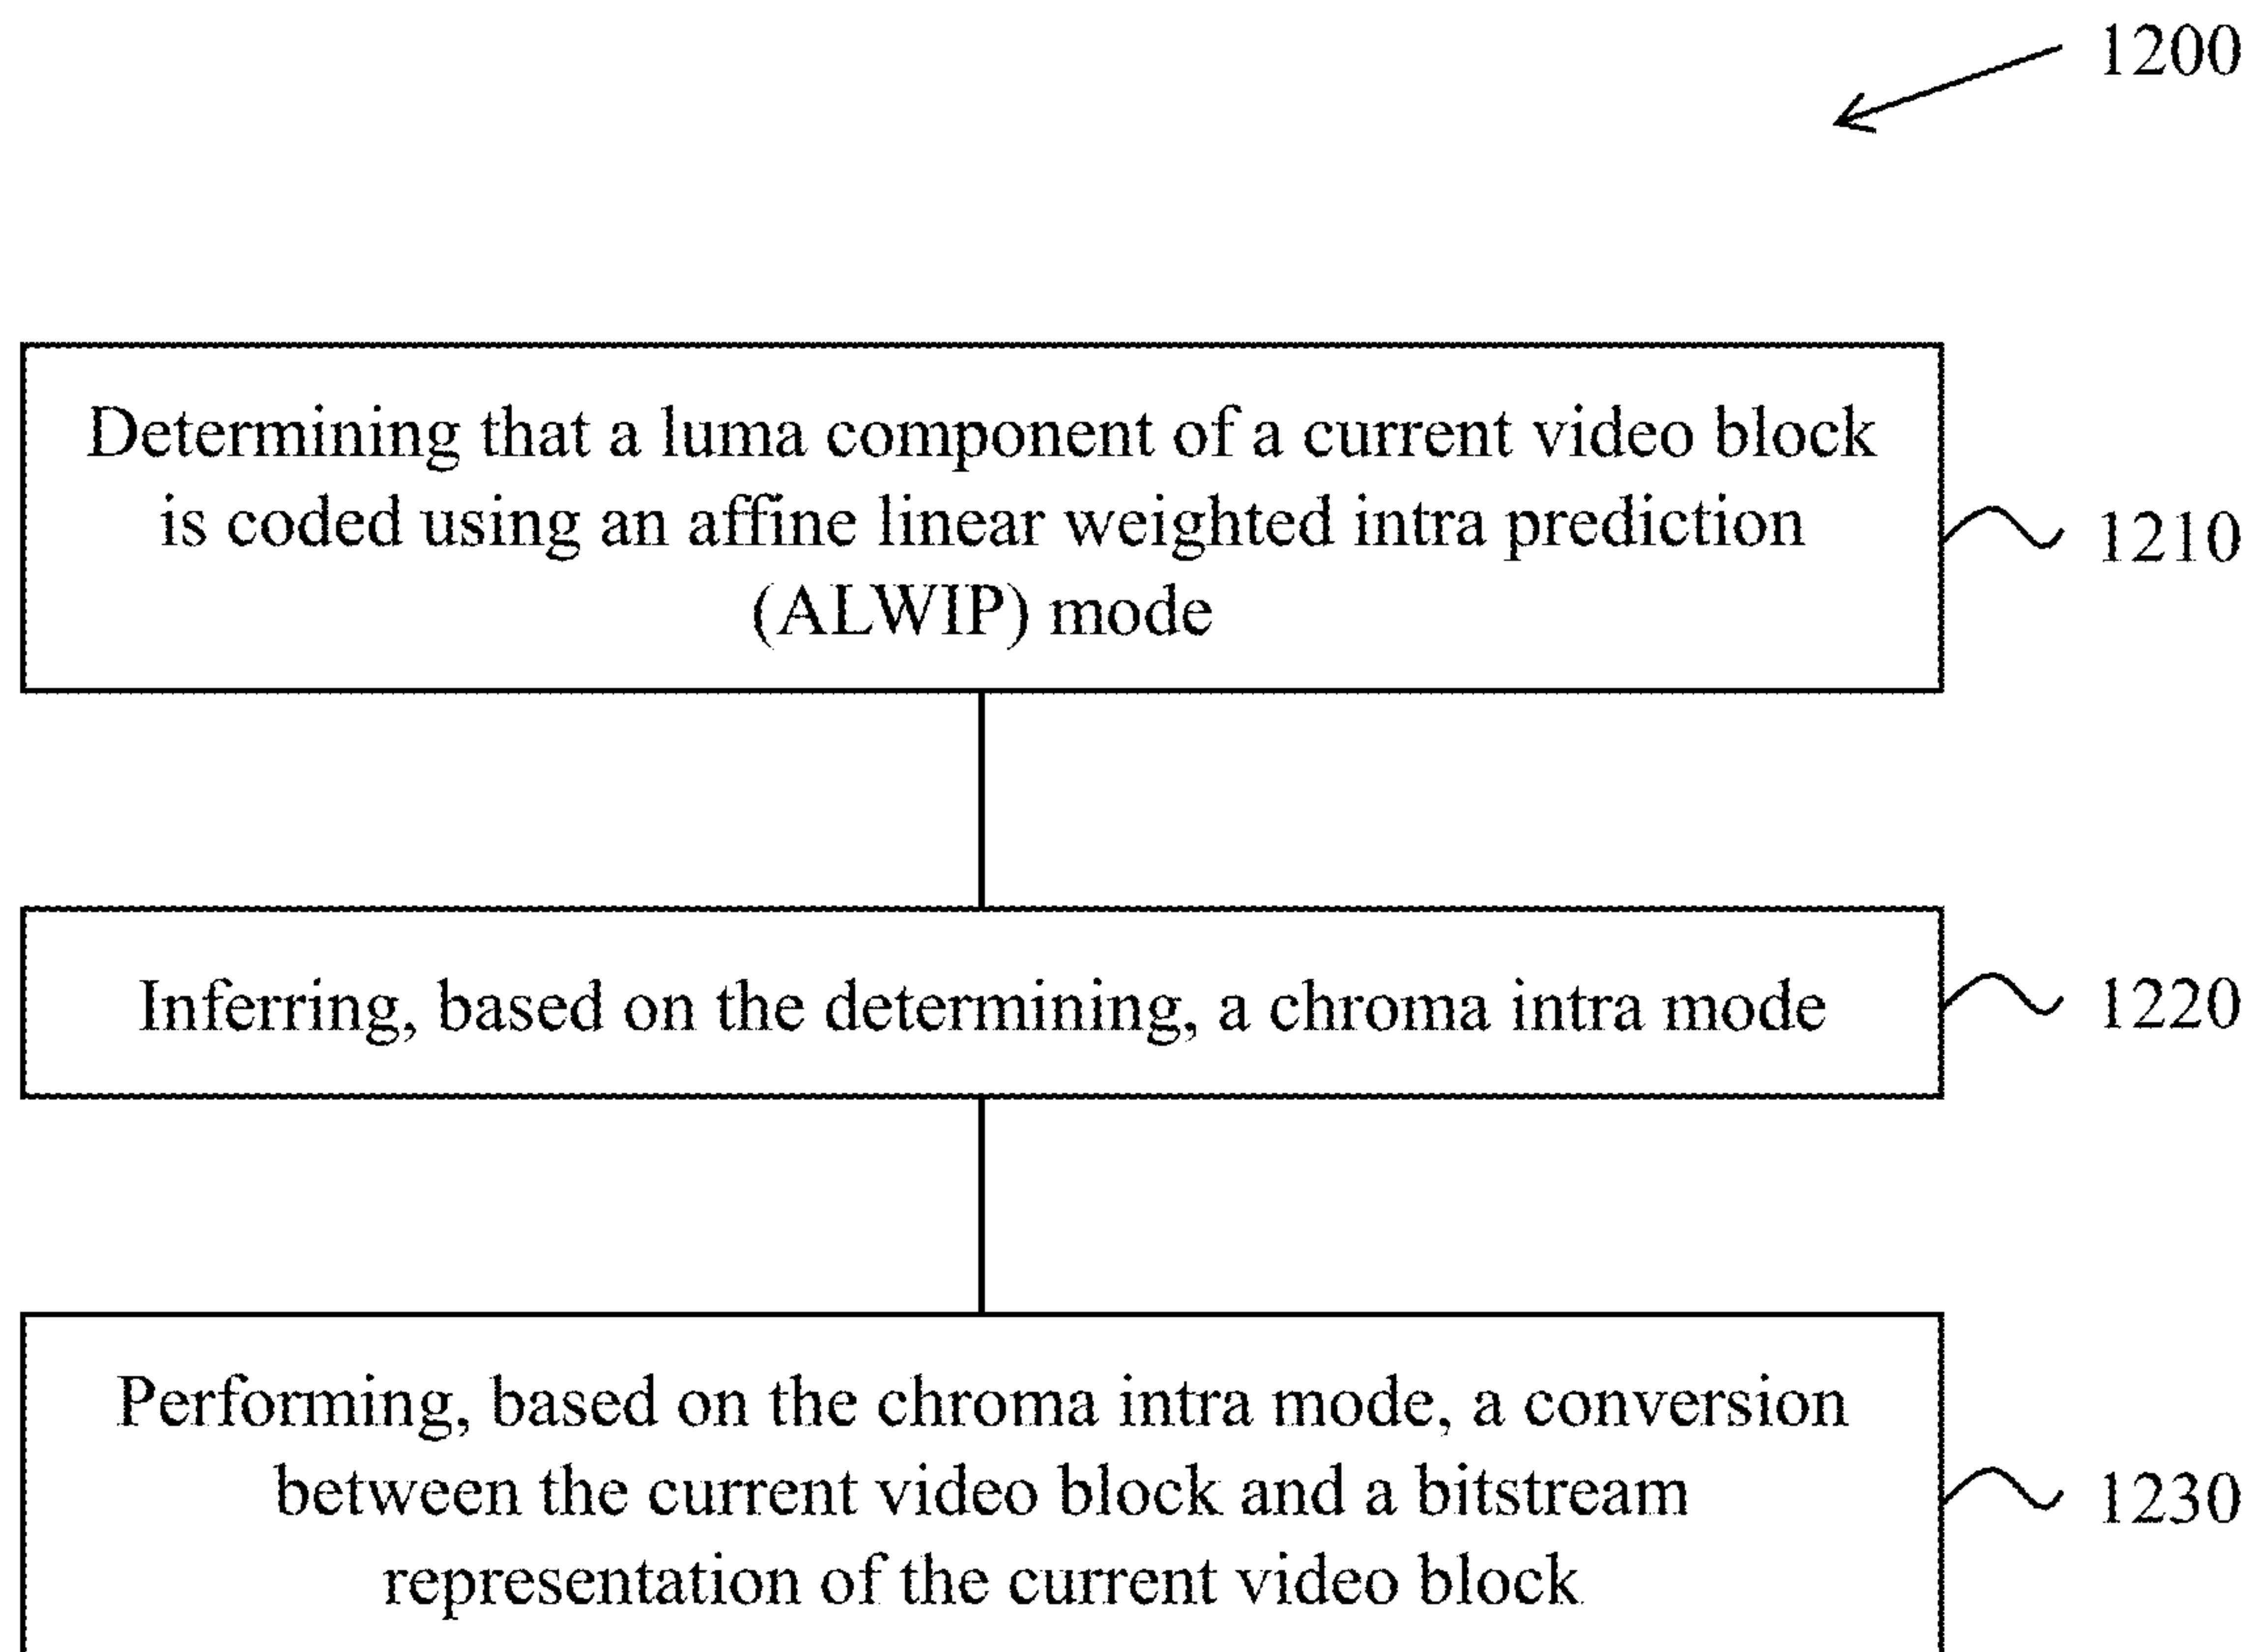 1200
Determining that a luma component of a current video block
is coded using an affine linear weighted intra prediction
(ALWIP) mode
1210
Inferring, based on the determining, a chroma intra mode
1220
Performing, based on the chroma intra mode, a conversion
between the current video block and a bitstream
representation of the current video block
1230